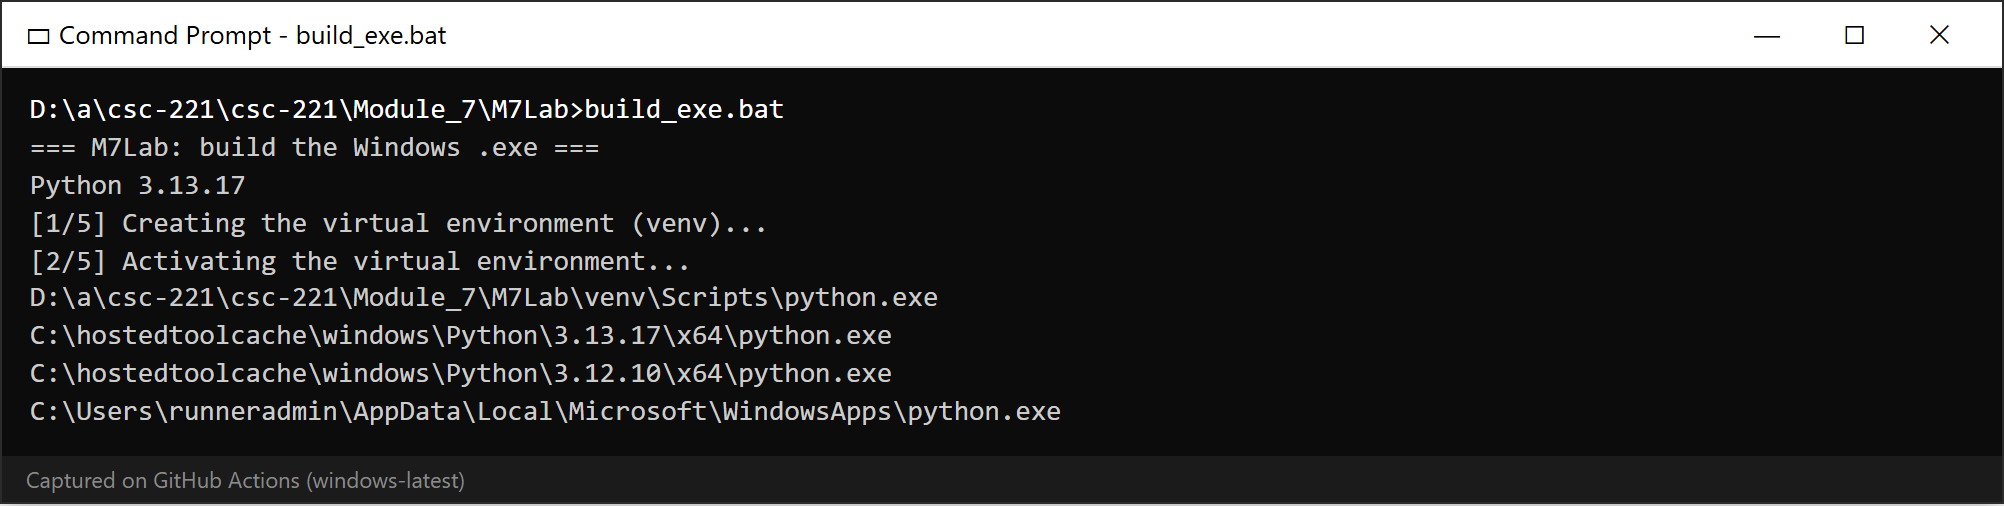 Command Prompt - build_exe.bat
D:\a\csc-221\csc-221\Module_7\M7Lab>build_exe.bat
=== M7Lab: build the Windows .exe ===
Python 3.13.17
[1/5] Creating the virtual environment (venv)...
[2/5] Activating the virtual environment...
D:\a\csc-221\csc-221\Module_7\M7Lab\venv\Scripts\python.exe
C:\hostedtoolcache\windows\Python\3.13.17\x64\python.exe
C:\hostedtoolcache\windows\Python\3.12.10\x64\python.exe
C:\Users\runneradmin\AppData\Local\Microsoft\WindowsApps\python.exe
Captured on GitHub Actions (windows-latest)